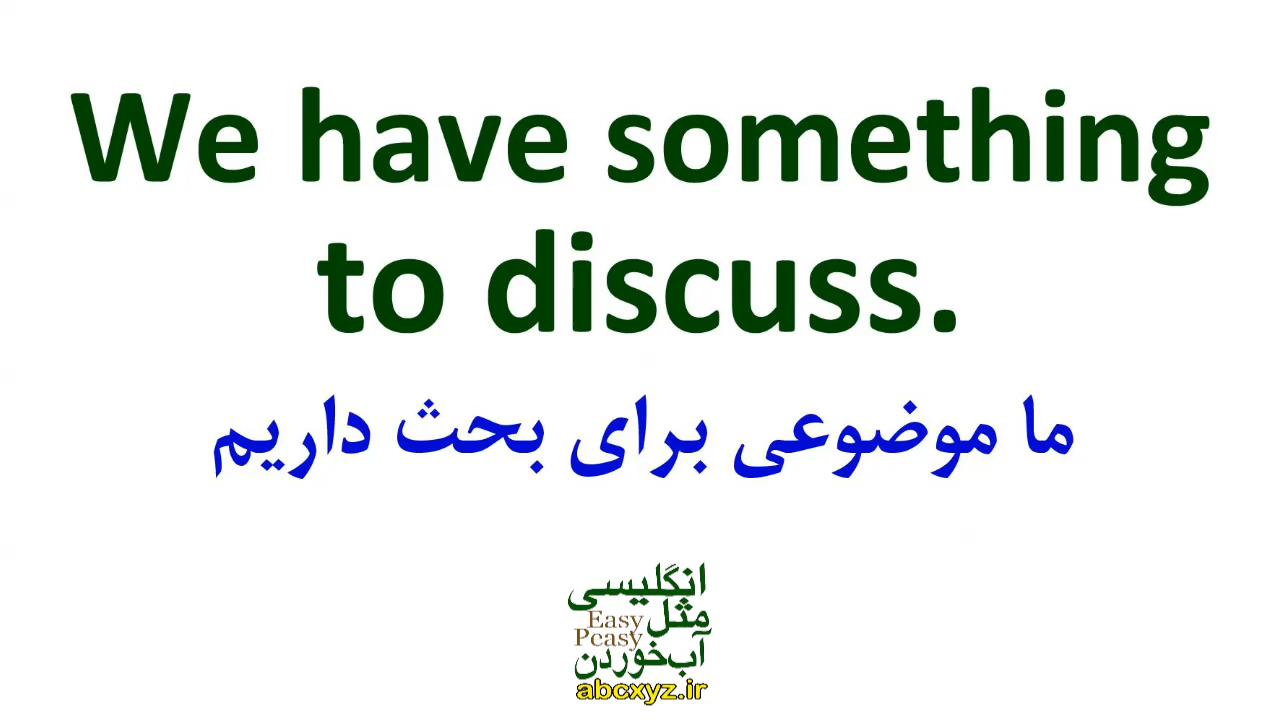 We have something
to discuss.
ما موضوعی برای بحث داریم
انگلیسی
مثل
Easy
Peasy
آب‌خوردن
abcxyz.ir